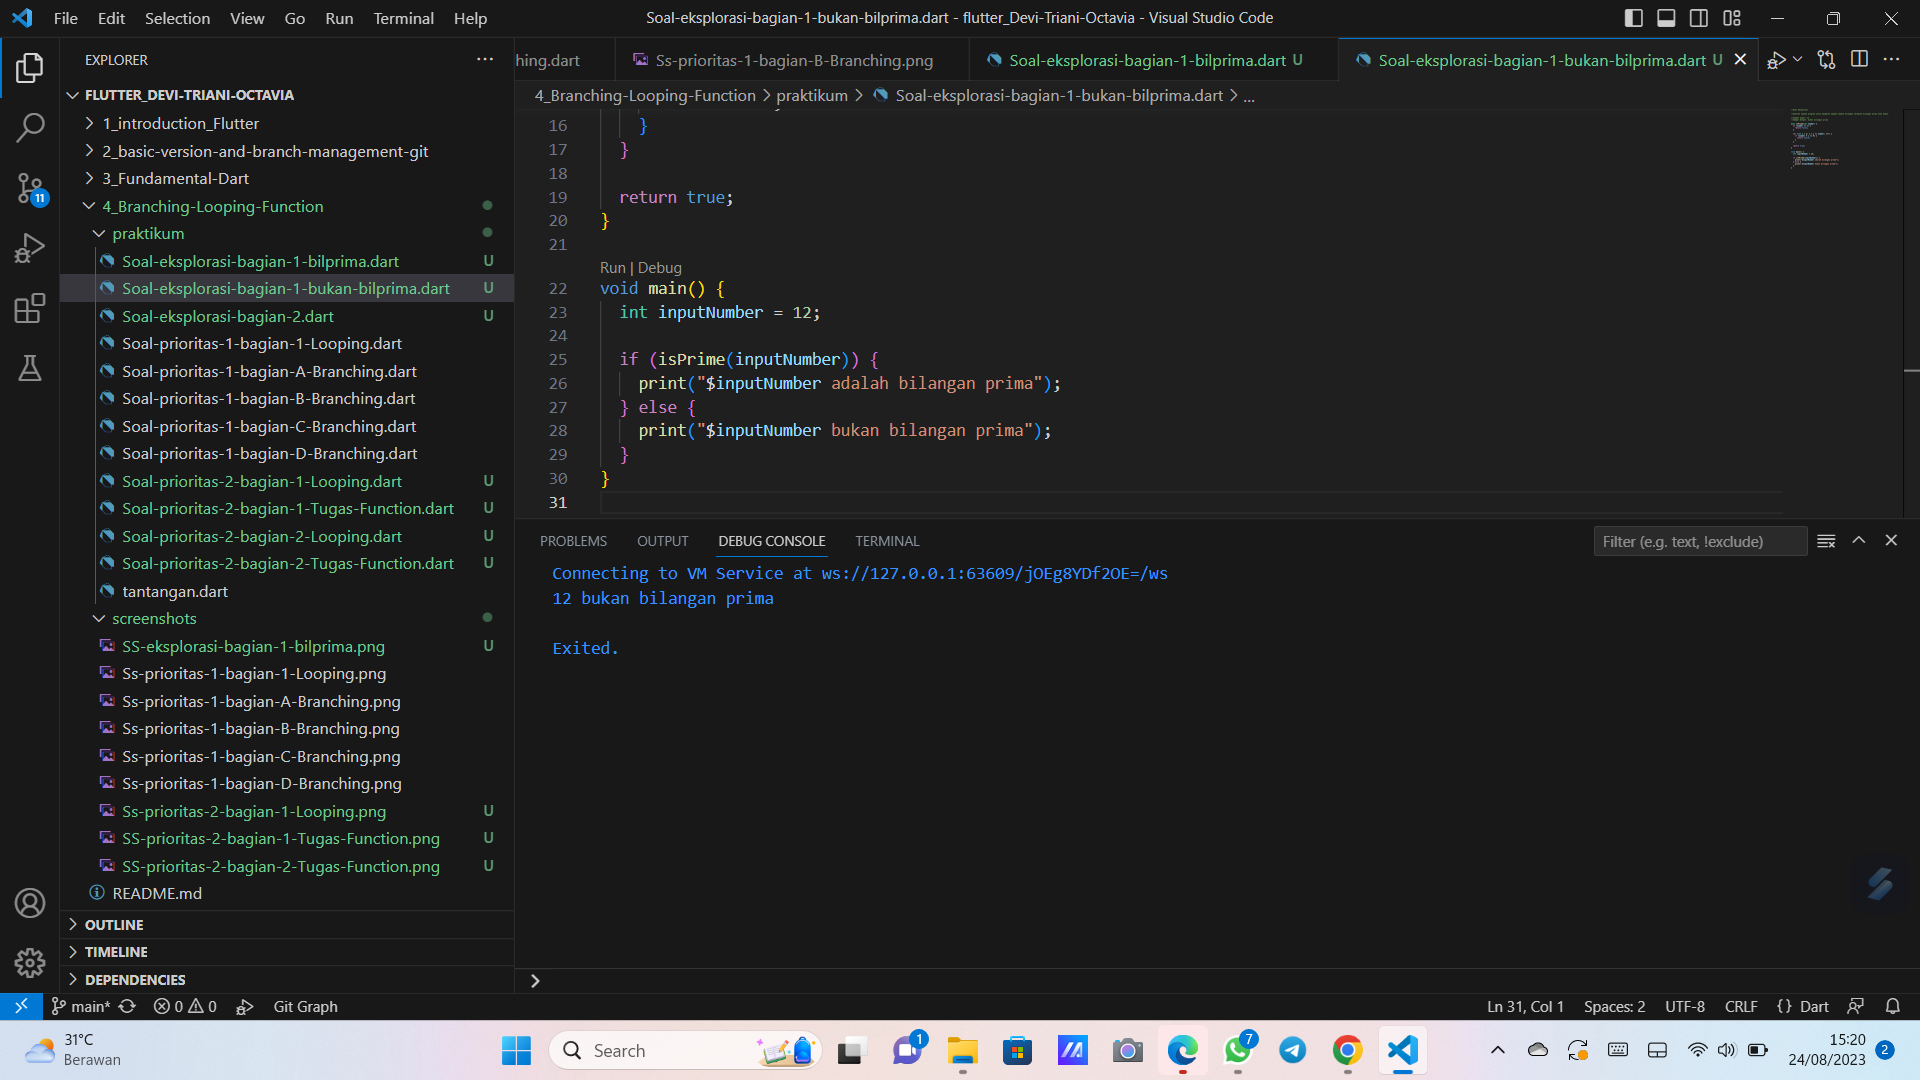 File Edit Selection View Go Run Terminal Help
Soal-eksplorasi-bagian-1-bukan-bilprima.dart - flutter_Devi-Triani-Octavia - Visual Studio Code
EXPLORER
FLUTTER_DEVI-TRIANI-OCTAVIA
1_introduction_Flutter
2_basic-version-and-branch-management-git
3_Fundamental-Dart
4_Branching-Looping-Function
praktikum
Soal-eksplorasi-bagian-1-bilprima.dart U
Soal-eksplorasi-bagian-1-bukan-bilprima.dart U
Soal-eksplorasi-bagian-2.dart U
Soal-prioritas-1-bagian-1-Looping.dart
Soal-prioritas-1-bagian-A-Branching.dart
Soal-prioritas-1-bagian-B-Branching.dart
Soal-prioritas-1-bagian-C-Branching.dart
Soal-prioritas-1-bagian-D-Branching.dart
Soal-prioritas-2-bagian-1-Looping.dart U
Soal-prioritas-2-bagian-1-Tugas-Function.dart U
Soal-prioritas-2-bagian-2-Looping.dart U
Soal-prioritas-2-bagian-2-Tugas-Function.dart U
tantangan.dart
screenshots
SS-eksplorasi-bagian-1-bilprima.png U
Ss-prioritas-1-bagian-1-Looping.png
Ss-prioritas-1-bagian-A-Branching.png
Ss-prioritas-1-bagian-B-Branching.png
Ss-prioritas-1-bagian-C-Branching.png
Ss-prioritas-1-bagian-D-Branching.png
Ss-prioritas-2-bagian-1-Looping.png U
SS-prioritas-2-bagian-1-Tugas-Function.png U
SS-prioritas-2-bagian-2-Tugas-Function.png U
README.md
OUTLINE
TIMELINE
DEPENDENCIES
11
hing.dart Ss-prioritas-1-bagian-B-Branching.png Soal-eksplorasi-bagian-1-bilprima.dart U Soal-eksplorasi-bagian-1-bukan-bilprima.dart U
4_Branching-Looping-Function > praktikum > Soal-eksplorasi-bagian-1-bukan-bilprima.dart > ...
16 }
17 }
18
19 return true;
20 }
21
Run | Debug
22 void main() {
23 int inputNumber = 12;
24
25 if (isPrime(inputNumber)) {
26 print("$inputNumber adalah bilangan prima");
27 } else {
28 print("$inputNumber bukan bilangan prima");
29 }
30 }
31
PROBLEMS OUTPUT DEBUG CONSOLE TERMINAL
Filter (e.g. text, !exclude)
Connecting to VM Service at ws://127.0.0.1:63609/jOEg8YDf2OE=/ws
12 bukan bilangan prima
Exited.
main* 0 0 Git Graph
Ln 31, Col 1 Spaces: 2 UTF-8 CRLF {} Dart
31°C
Berawan
Search
1
7
15:20
24/08/2023
2